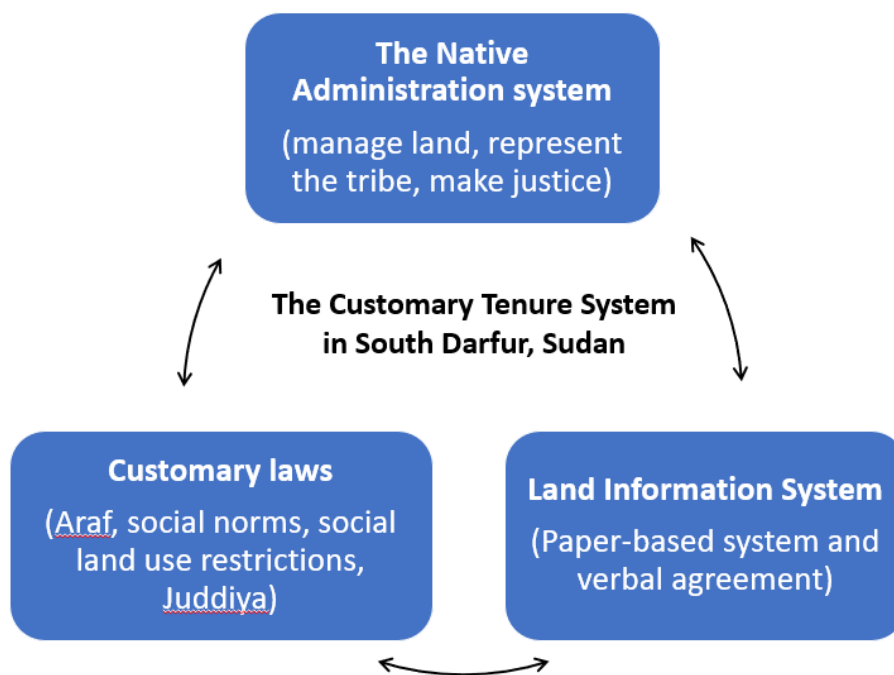 The Native
Administration system
(manage land, represent
the tribe, make justice)
The Customary Tenure System
in South Darfur, Sudan
Customary laws
(Araf, social norms, social
land use restrictions,
Juddiya)
Land Information System
(Paper-based system and
verbal agreement)